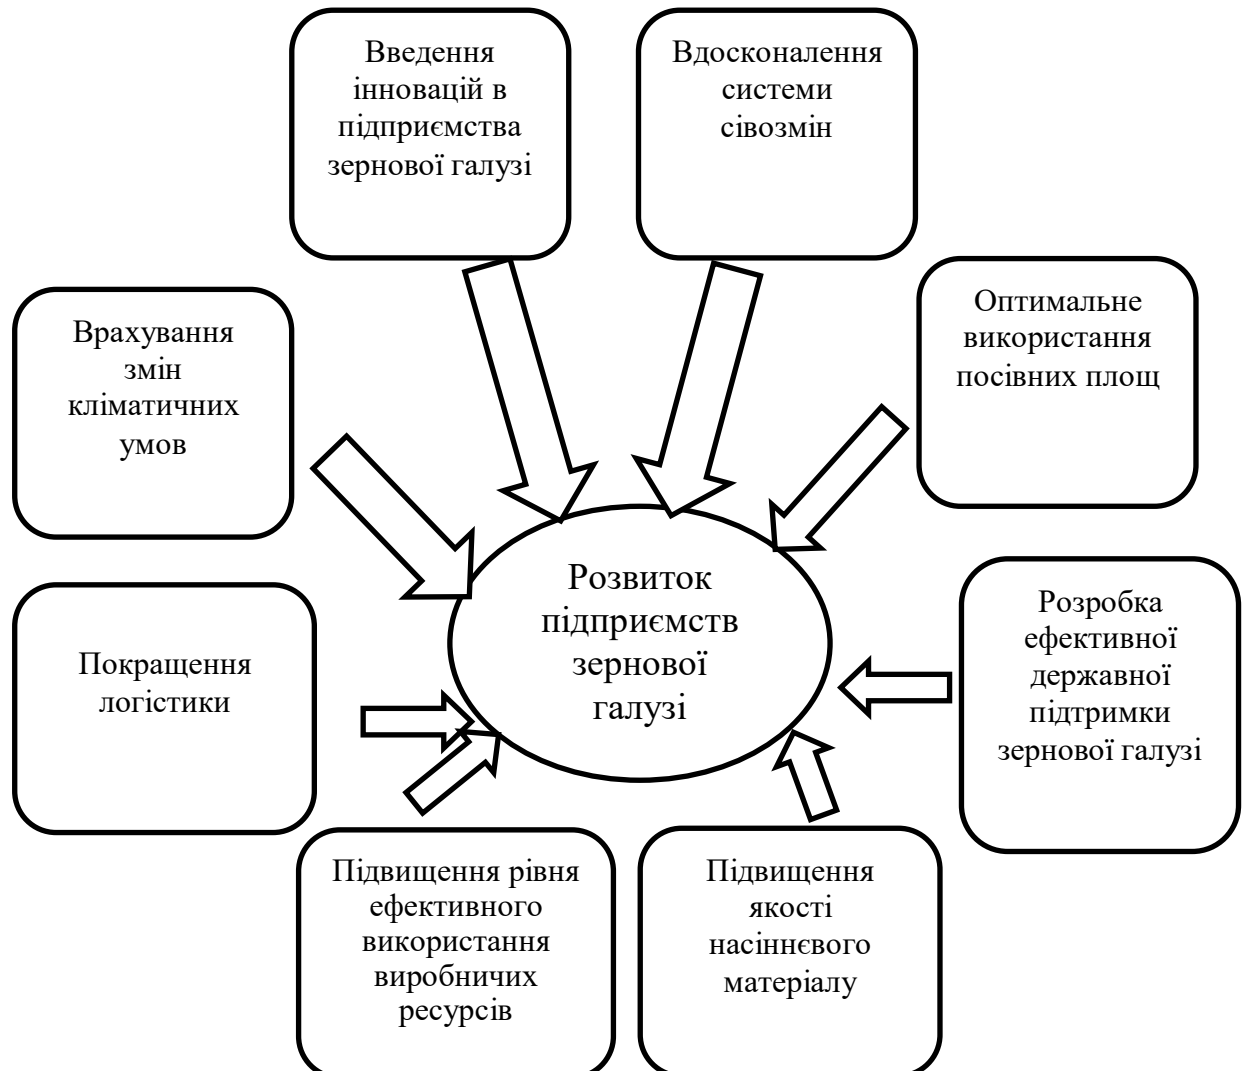 Введення
інновацій в
підприємства
зернової галузі
Вдосконалення
системи
сівозмін
Оптимальне
використання
посівних площ
Врахування
змін
кліматичних
умов
Розвиток
підприємств
зернової
галузі
Розробка
ефективної
державної
підтримки
зернової галузі
Покращення
логістики
Підвищення рівня
ефективного
використання
виробничих
ресурсів
Підвищення
якості
насіннєвого
матеріалу